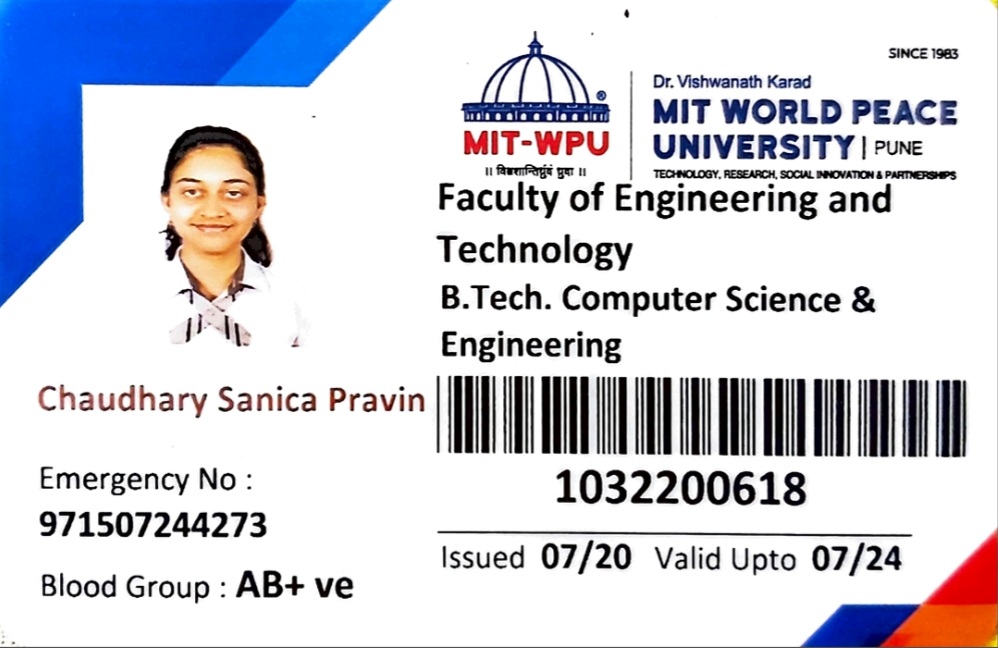 SINCE 1983
Dr. Vishwanath Karad
MIT WORLD PEACE
UNIVERSITY | PUNE
TECHNOLOGY, RESEARCH, SOCIAL INNOVATION & PARTNERSHIPS
®
MIT-WPU
॥ विश्वशान्तिर्ध्रुवं ध्रुवा ॥
Faculty of Engineering and
Technology
B.Tech. Computer Science &
Engineering
Chaudhary Sanica Pravin
1032200618
Emergency No :
971507244273
Issued 07/20 Valid Upto 07/24
Blood Group : AB+ ve